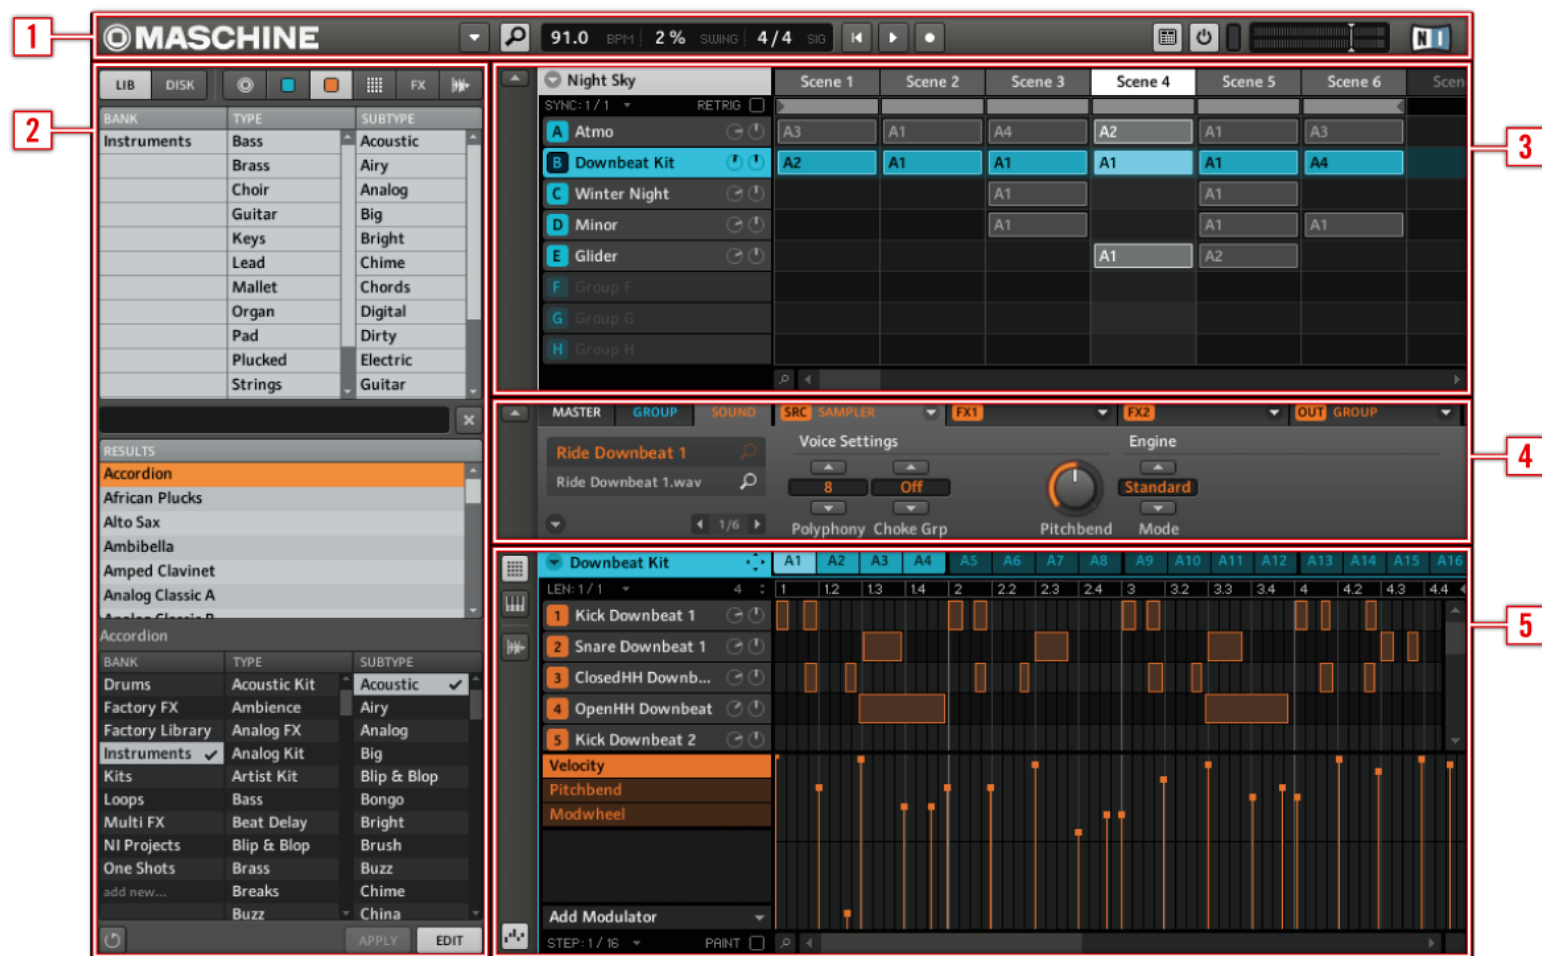 1
MASCHINE
91.0 BPM 2 % SWING 4/4 SIG
NI
2
LIB DISK FX
BANK TYPE SUBTYPE
Instruments Bass Acoustic
Brass Airy
Choir Analog
Guitar Big
Keys Bright
Lead Chime
Mallet Chords
Organ Digital
Pad Dirty
Plucked Electric
Strings Guitar
RESULTS
Accordion
African Plucks
Alto Sax
Ambibella
Amped Clavinet
Analog Classic A
Analog Classic B
Accordion
BANK TYPE SUBTYPE
Drums Acoustic Kit Acoustic
Factory FX Ambience Airy
Factory Library Analog FX Analog
Instruments Analog Kit Big
Kits Artist Kit Blip & Blop
Loops Bass Bongo
Multi FX Beat Delay Bright
NI Projects Blip & Blop Brush
One Shots Brass Buzz
add new... Breaks Chime
Buzz China
APPLY EDIT
3
Night Sky Scene 1 Scene 2 Scene 3 Scene 4 Scene 5 Scene 6 Scen
SYNC: 1 / 1 RETRIG
A Atmo A3 A1 A4 A2 A1 A3
B Downbeat Kit A2 A1 A1 A1 A1 A4
C Winter Night A1 A1
D Minor A1 A1 A1
E Glider A1 A2
F Group F
G Group G
H Group H
4
MASTER GROUP SOUND SRC SAMPLER FX1 FX2 OUT GROUP
Voice Settings Engine
Ride Downbeat 1
Ride Downbeat 1.wav
8 Off Standard
1/6
Polyphony Choke Grp Pitchbend Mode
5
Downbeat Kit A1 A2 A3 A4 A5 A6 A7 A8 A9 A10 A11 A12 A13 A14 A15 A16
LEN: 1 / 1 4 1 1.2 1.3 1.4 2 2.2 2.3 2.4 3 3.2 3.3 3.4 4 4.2 4.3 4.4
1 Kick Downbeat 1
2 Snare Downbeat 1
3 ClosedHH Downb...
4 OpenHH Downbeat
5 Kick Downbeat 2
Velocity
Pitchbend
Modwheel
Add Modulator
STEP: 1 / 16 PAINT